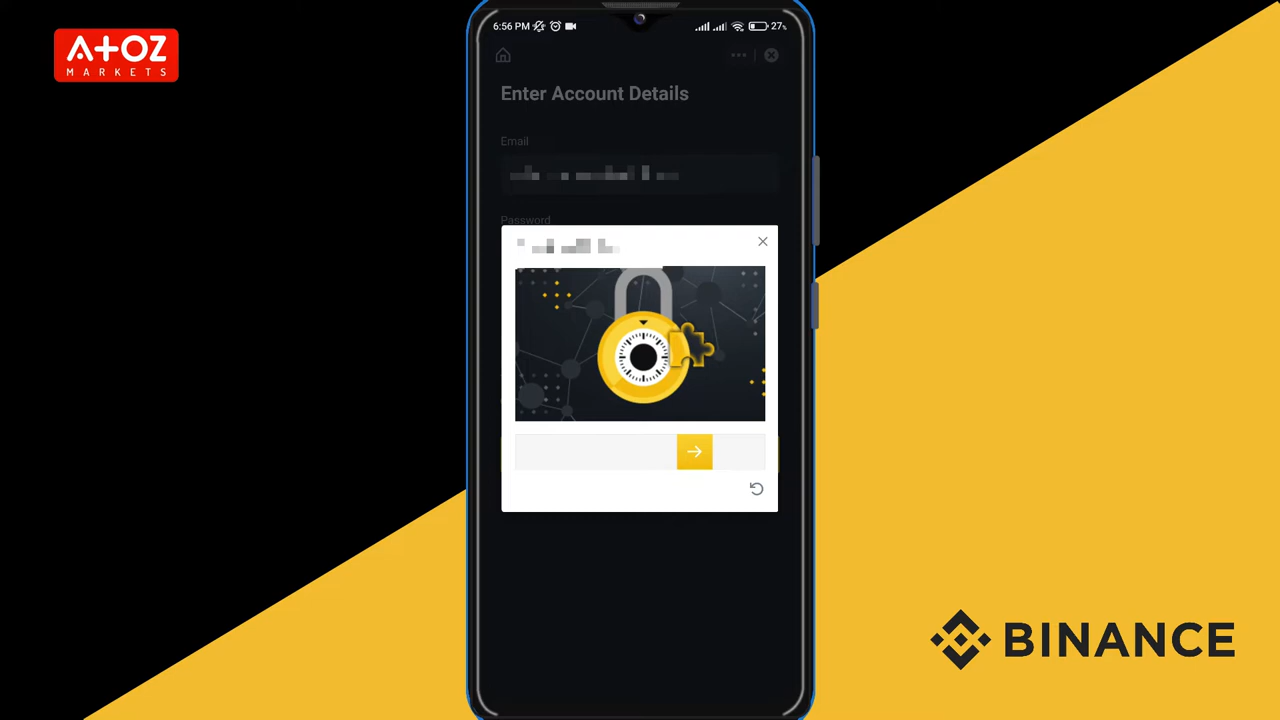 A+OZ
MARKETS
6:56 PM
27%
Enter Account Details
Email
Password
BINANCE